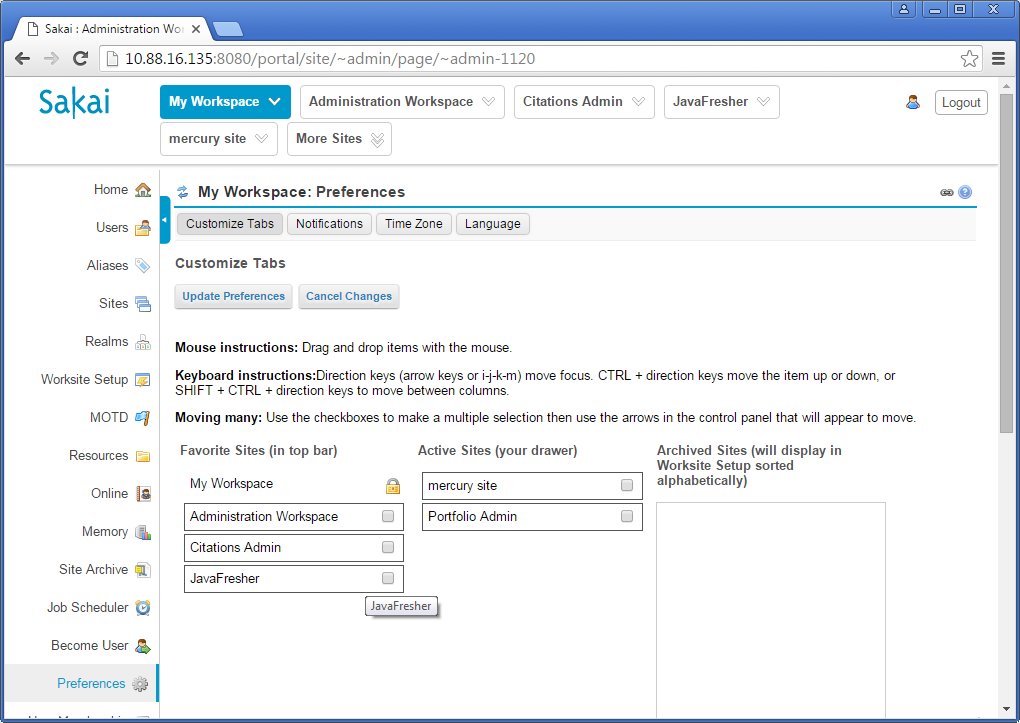 Sakai : Administration Wo
10.88.16.135:8080/portal/site/~admin/page/~admin-1120
Sakai
My Workspace
Administration Workspace
Citations Admin
JavaFresher
Logout
mercury site
More Sites
Home
Users
Aliases
Sites
Realms
Worksite Setup
MOTD
Resources
Online
Memory
Site Archive
Job Scheduler
Become User
Preferences
My Workspace: Preferences
Customize Tabs
Notifications
Time Zone
Language
Customize Tabs
Update Preferences
Cancel Changes
Mouse instructions: Drag and drop items with the mouse.
Keyboard instructions:Direction keys (arrow keys or i-j-k-m) move focus. CTRL + direction keys move the item up or down, or
SHIFT + CTRL + direction keys to move between columns.
Moving many: Use the checkboxes to make a multiple selection then use the arrows in the control panel that will appear to move.
Favorite Sites (in top bar)
My Workspace
Administration Workspace
Citations Admin
JavaFresher
JavaFresher
Active Sites (your drawer)
mercury site
Portfolio Admin
Archived Sites (will display in
Worksite Setup sorted
alphabetically)